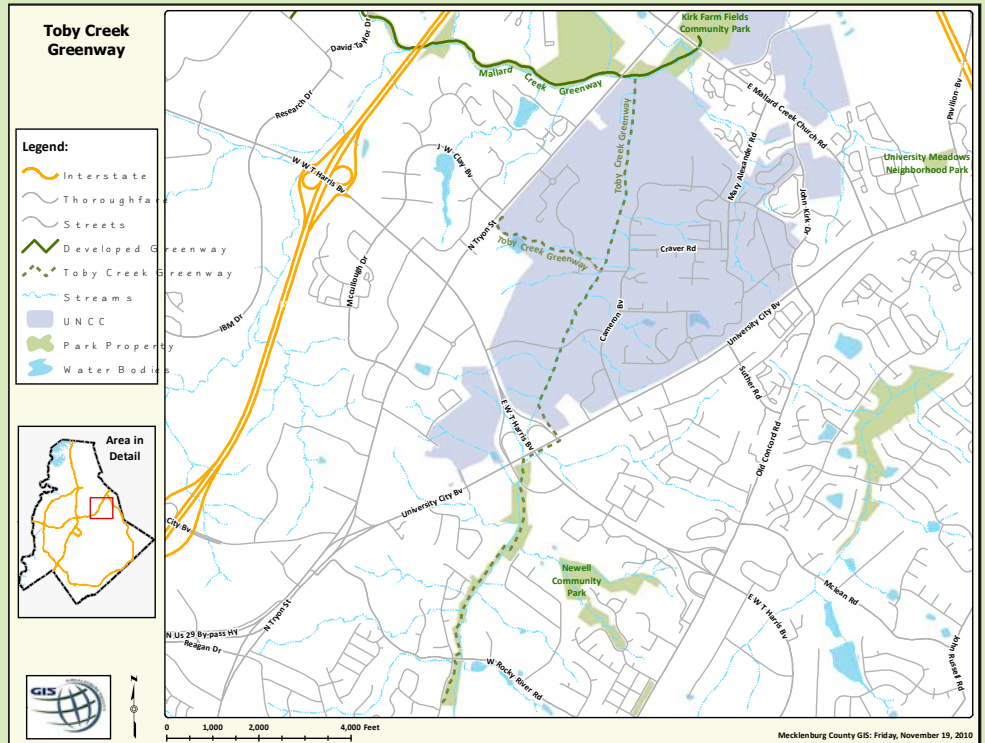 Toby Creek
Greenway
Legend:
Interstate
Thoroughfare
Streets
Developed Greenway
Toby Creek Greenway
Streams
UNCC
Park Property
Water Bodies
Area in
Detail
GIS
N
0 1,000 2,000 4,000 Feet
Mecklenburg County GIS: Friday, November 19, 2010
Kirk Farm Fields
Community Park
David Taylor Dr
Mallard Creek Greenway
Research Dr
E Mallard Creek Church Rd
Pavilion Bv
W W T Harris Bv
J W Clay Bv
Toby Creek Greenway
Mary Alexander Rd
University Meadows
Neighborhood Park
John Kirk Dr
N Tryon St
Toby Creek Greenway
Craver Rd
Mccullough Dr
IBM Dr
Cameron Bv
University City Bv
Suther Rd
E W T Harris Bv
Old Concord Rd
University City Bv
City Bv
Newell
Community
Park
Mclean Rd
E W T Harris Bv
N Tryon St
N Us 29 By-pass HY
Reagan Dr
W Rocky River Rd
John Russell Rd